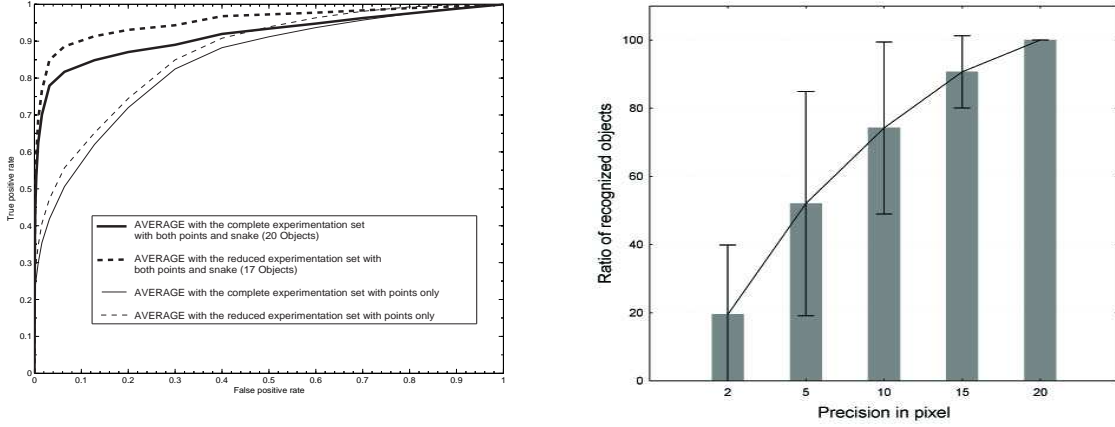 1
0.9
0.8
0.7
0.6
0.5
0.4
0.3
0.2
0.1
0
True positive rate
AVERAGE with the complete experimentation set
with both points and snake (20 Objects)
AVERAGE with the reduced experimentation set with
both points and snake (17 Objects)
AVERAGE with the complete experimentation set with points only
AVERAGE with the reduced experimentation set with points only
0 0.1 0.2 0.3 0.4 0.5 0.6 0.7 0.8 0.9 1
False positive rate
100
80
60
40
20
0
Ratio of recognized objects
2 5 10 15 20
Precision in pixel